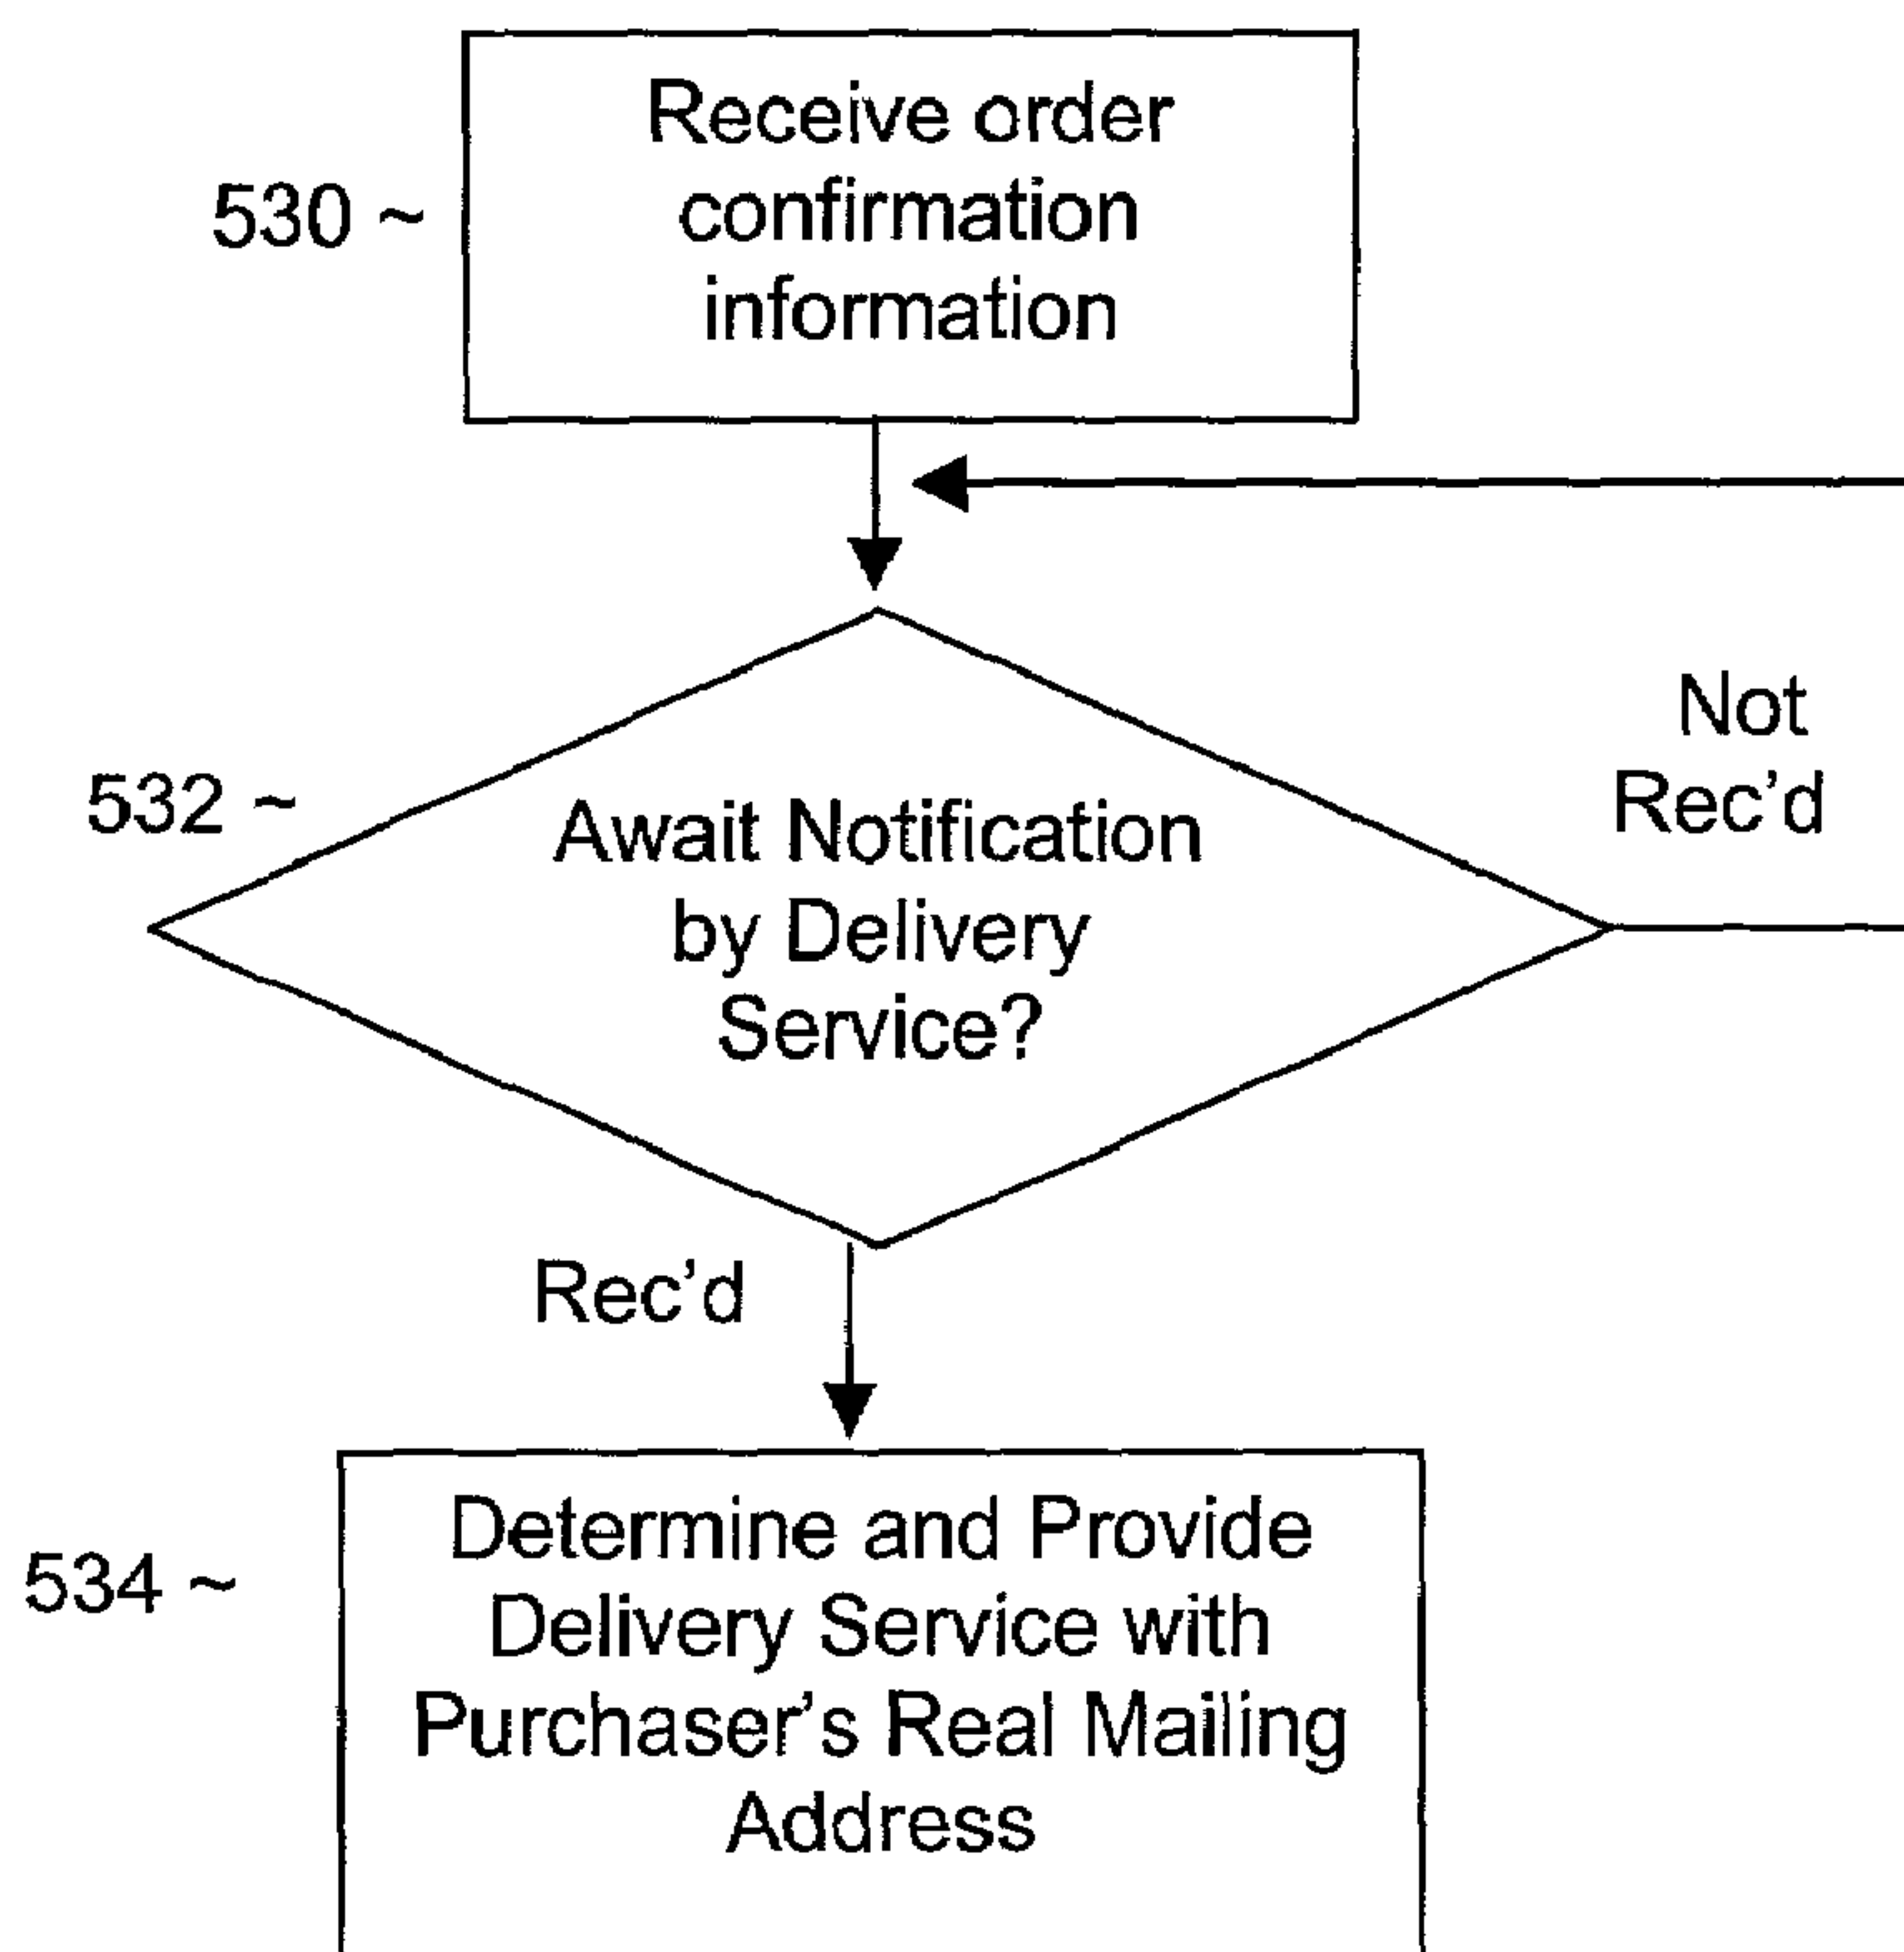 Receive order
530 ~ confirmation
information
Not
Rec'd
532 ~
Await Notification
by Delivery
Service?
Rec'd
534 ~
Determine and Provide
Delivery Service with
Purchaser's Real Mailing
Address